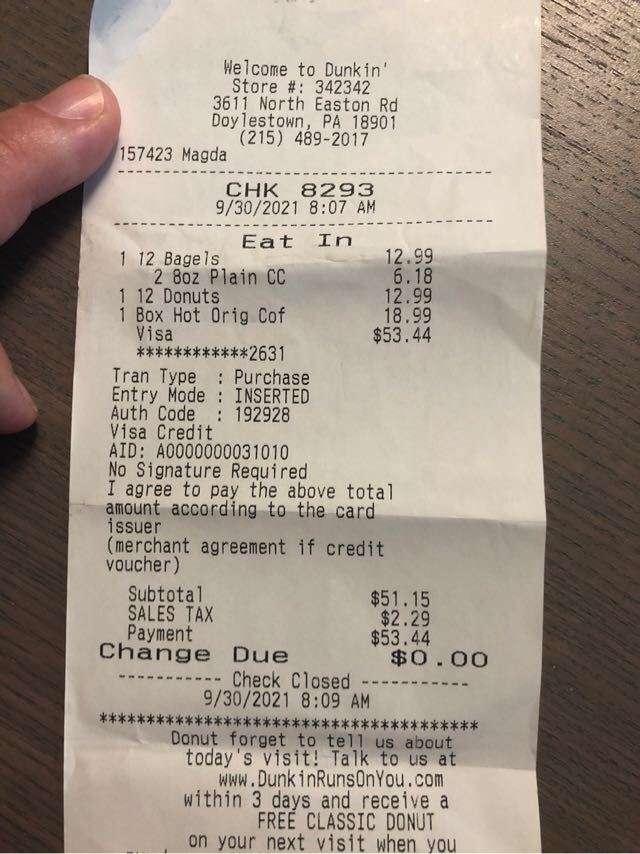 Welcome to Dunkin'
Store #: 342342
3611 North Easton Rd
Doylestown, PA 18901
(215) 489-2017
157423 Magda
----------------------------------------
CHK 8293
9/30/2021 8:07 AM
----------------------------------------
Eat In
1 12 Bagels 12.99
2 8oz Plain CC 6.18
1 12 Donuts 12.99
1 Box Hot Orig Cof 18.99
Visa $53.44
************2631
Tran Type : Purchase
Entry Mode : INSERTED
Auth Code : 192928
Visa Credit
AID: A0000000031010
No Signature Required
I agree to pay the above total
amount according to the card
issuer
(merchant agreement if credit
voucher)
Subtotal $51.15
SALES TAX $2.29
Payment $53.44
Change Due $0.00
----------- Check Closed -----------
9/30/2021 8:09 AM
****************************************
Donut forget to tell us about
today's visit! Talk to us at
www.DunkinRunsOnYou.com
within 3 days and receive a
FREE CLASSIC DONUT
on your next visit when you